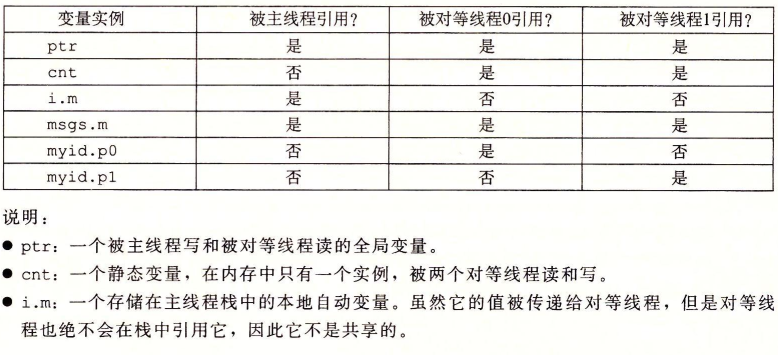 变量实例 被主线程引用? 被对等线程0引用? 被对等线程1引用?
ptr 是 是 是
cnt 否 是 是
i.m 是 否 否
msgs.m 是 是 是
myid.p0 否 是 否
myid.p1 否 否 是
说明:
● ptr: 一个被主线程写和被对等线程读的全局变量。
● cnt: 一个静态变量,在内存中只有一个实例,被两个对等线程读和写。
● i.m: 一个存储在主线程栈中的本地自动变量。虽然它的值被传递给对等线程,但是对等线
程也绝不会在栈中引用它,因此它不是共享的。